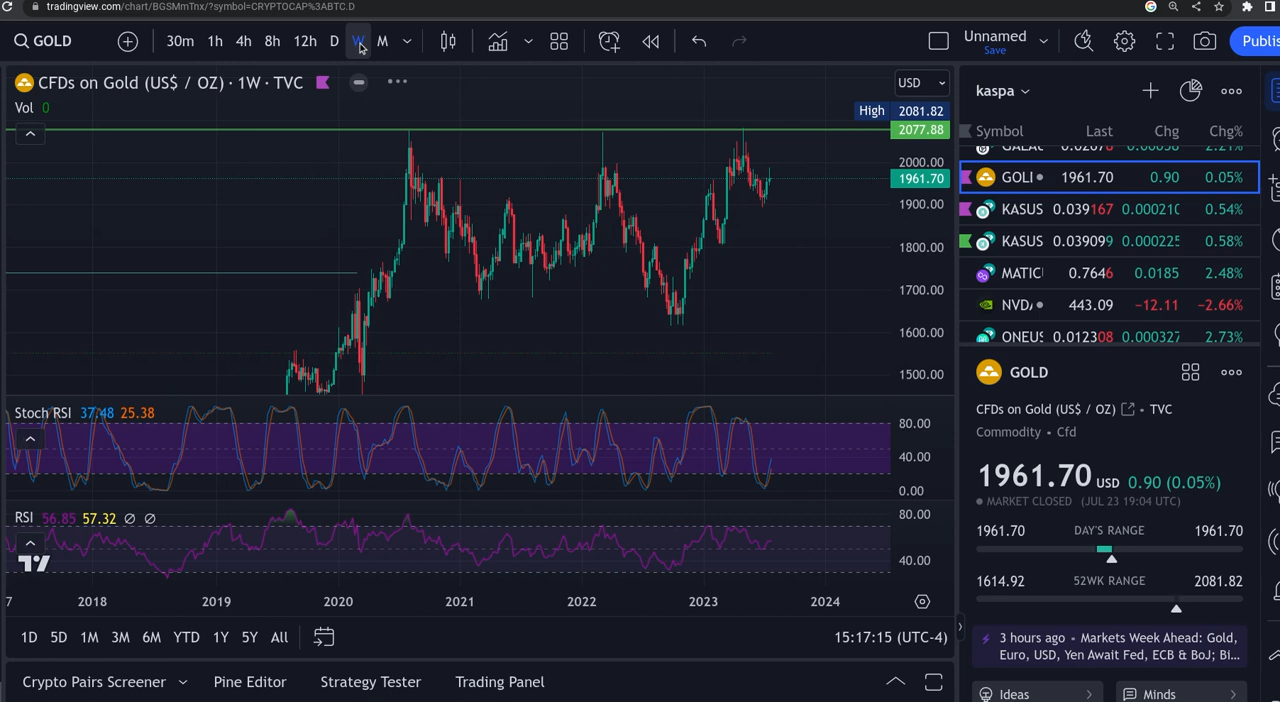 tradingview.com/chart/BGSMmTnx/?symbol=CRYPTOCAP%3ABTC.D
GOLD 30m 1h 4h 8h 12h D W M Unnamed Save Publis
CFDs on Gold (US$ / OZ) · 1W · TVC USD
Vol 0
High 2081.82
2077.88
2000.00
1961.70
1900.00
1800.00
1700.00
1600.00
1500.00
Stoch RSI 37.48 25.38
80.00
40.00
0.00
RSI 56.85 57.32 ∅ ∅
80.00
40.00
7 2018 2019 2020 2021 2022 2023 2024
1D 5D 1M 3M 6M YTD 1Y 5Y All 15:17:15 (UTC-4)
Crypto Pairs Screener Pine Editor Strategy Tester Trading Panel
kaspa
Symbol Last Chg Chg%
GOLI 1961.70 0.90 0.05%
KASUS 0.039167 0.000210 0.54%
KASUS 0.039099 0.000225 0.58%
MATIC 0.7646 0.0185 2.48%
NVD 443.09 −12.11 −2.66%
ONEUS 0.012308 0.000327 2.73%
GOLD
CFDs on Gold (US$ / OZ) • TVC
Commodity • Cfd
1961.70 USD 0.90 (0.05%)
MARKET CLOSED (JUL 23 19:04 UTC)
1961.70 DAY'S RANGE 1961.70
1614.92 52WK RANGE 2081.82
3 hours ago • Markets Week Ahead: Gold,
Euro, USD, Yen Await Fed, ECB & BoJ; Bi...
Ideas Minds